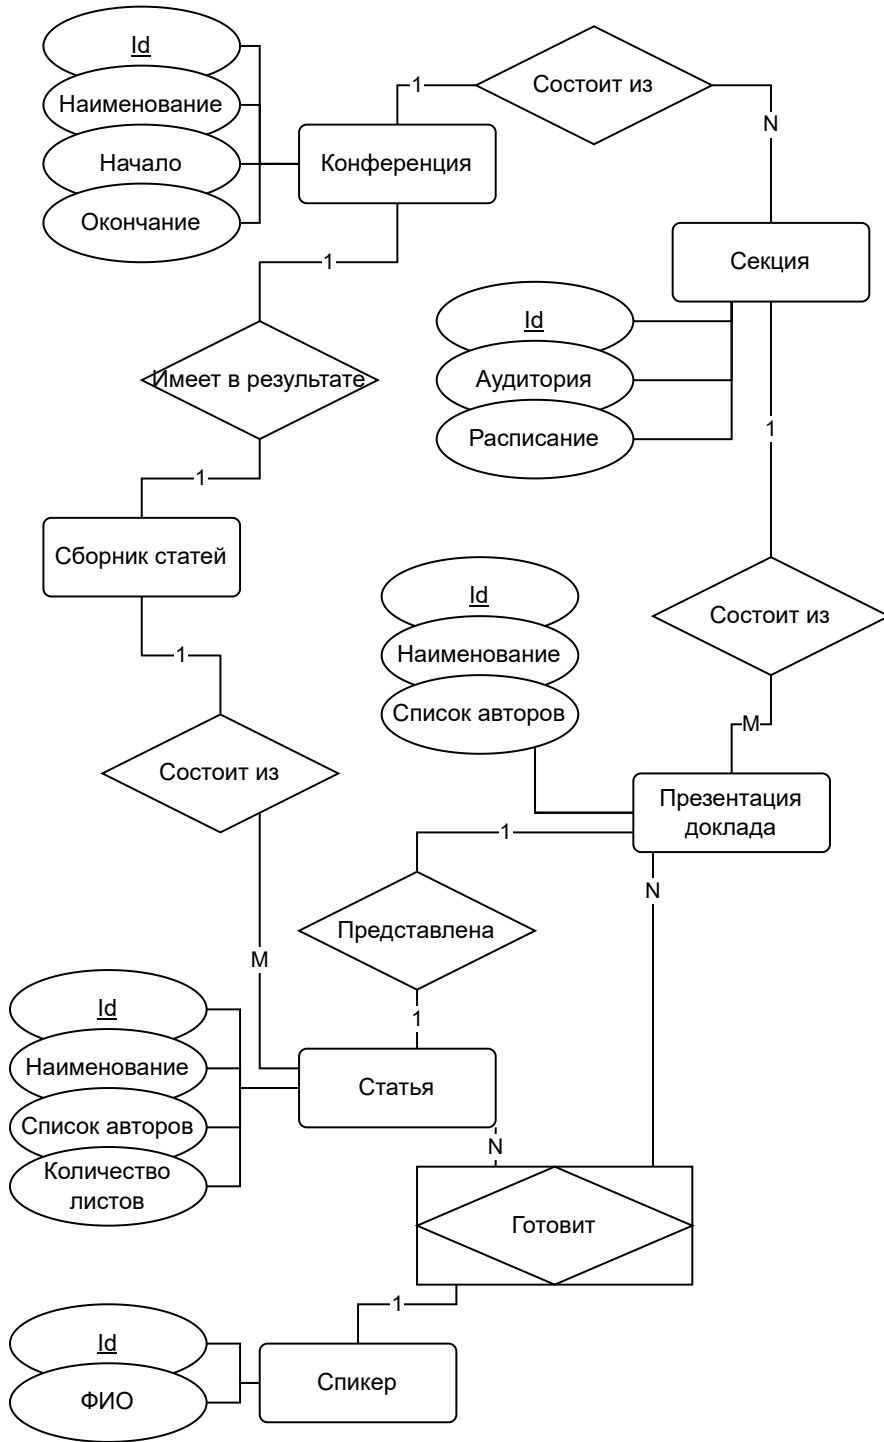 Id
Наименование
Начало
Окончание
Конференция
1
Состоит из
N
Секция
1
Id
Аудитория
Расписание
Имеет в результате
1
1
Сборник статей
1
Состоит из
M
Id
Наименование
Список авторов
Состоит из
M
Презентация
доклада
1
Представлена
1
N
Id
Наименование
Список авторов
Количество
листов
Статья
N
Готовит
1
Id
ФИО
Спикер